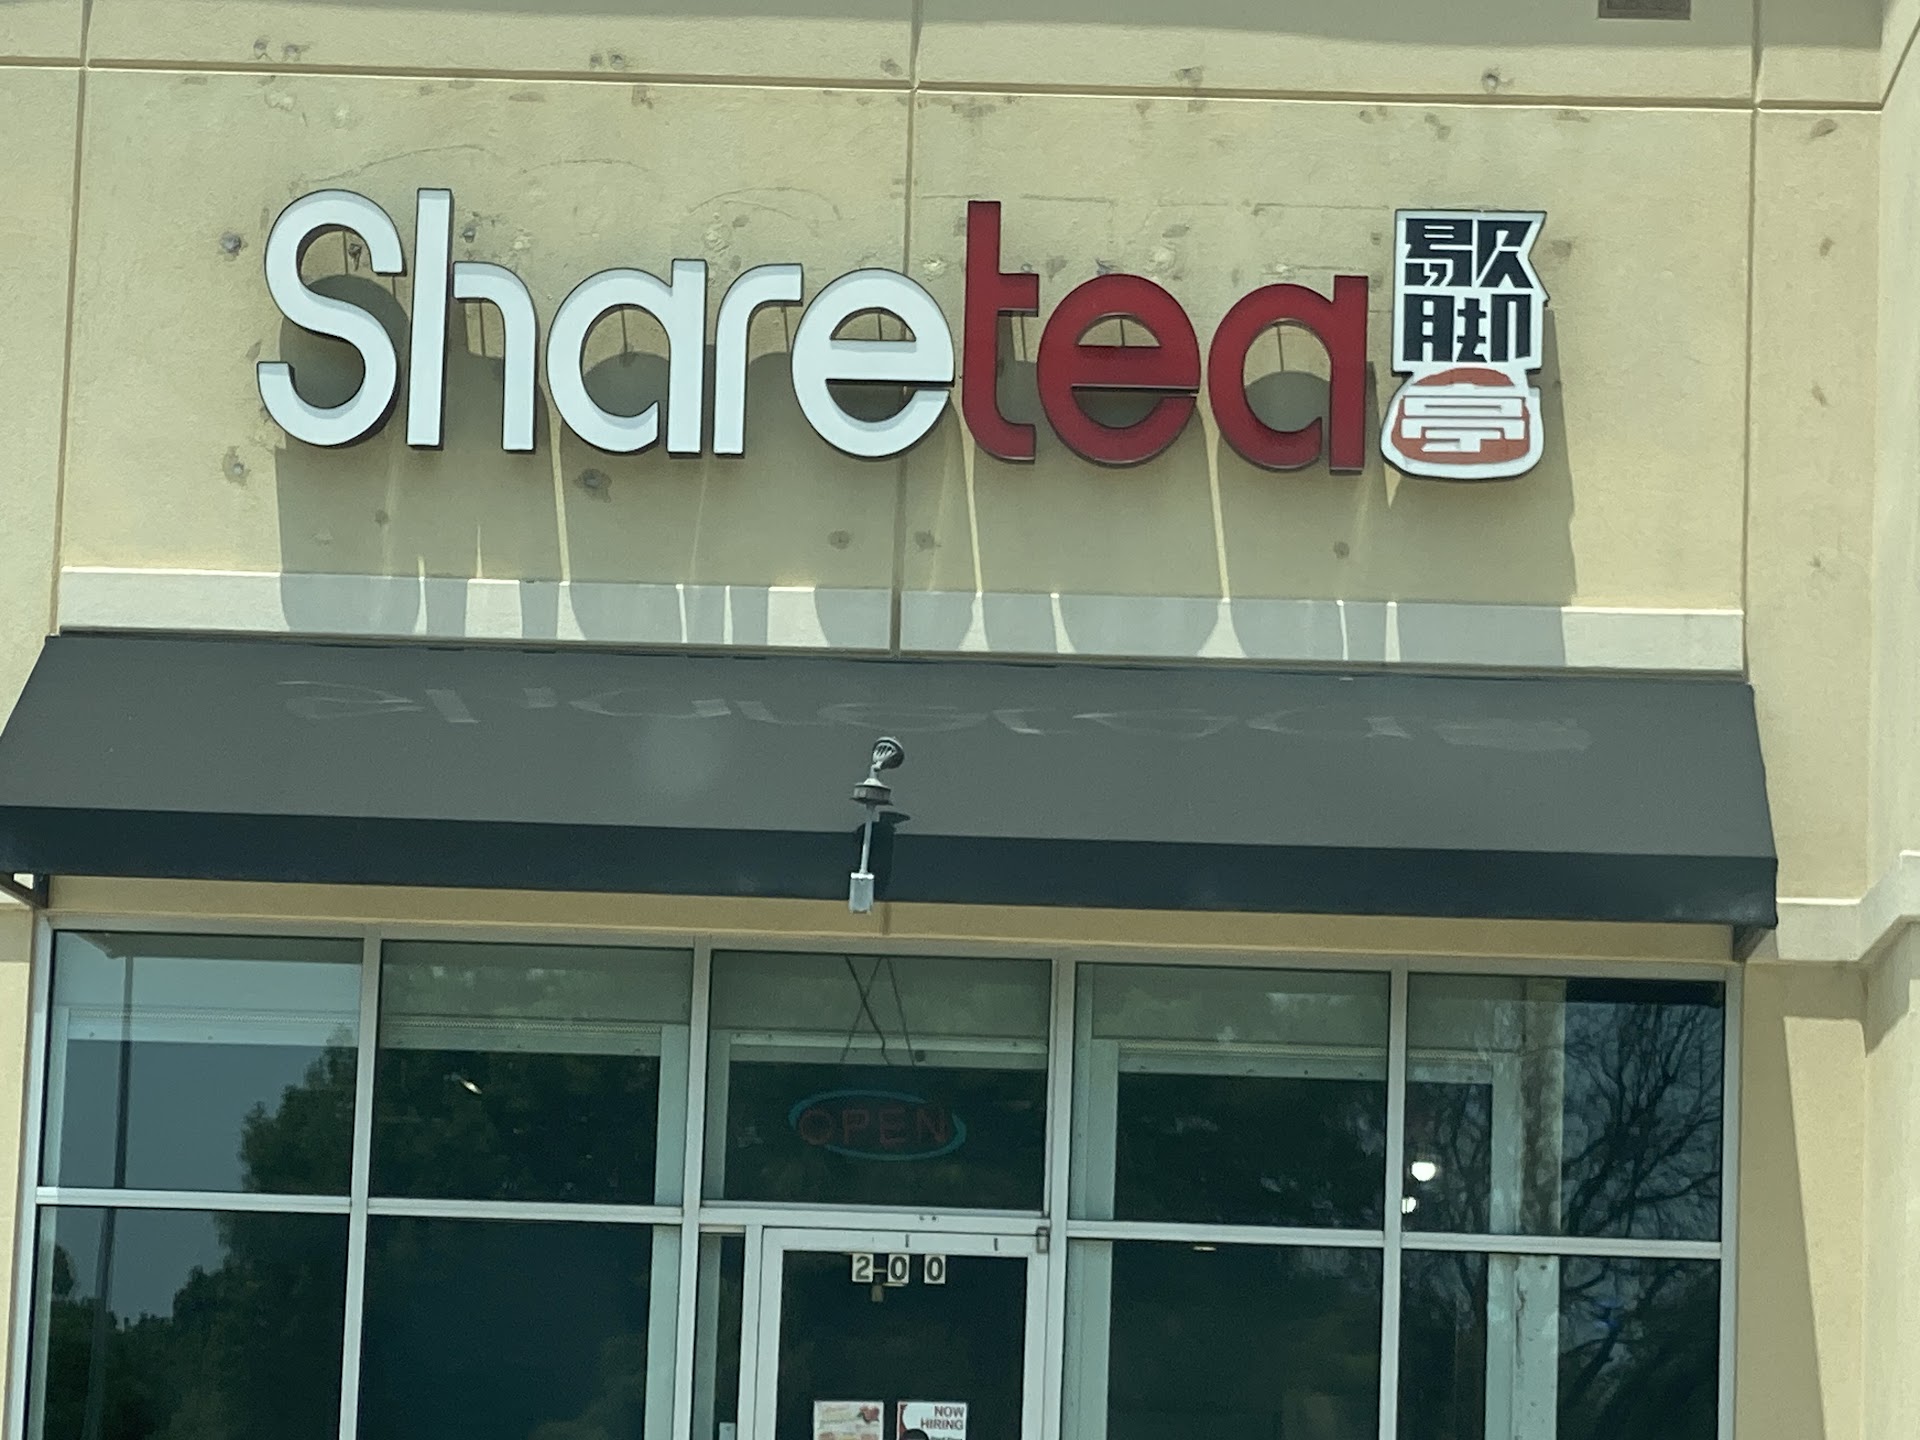 Sharetea
歇
脚
亭
OPEN
200
NOW
HIRING